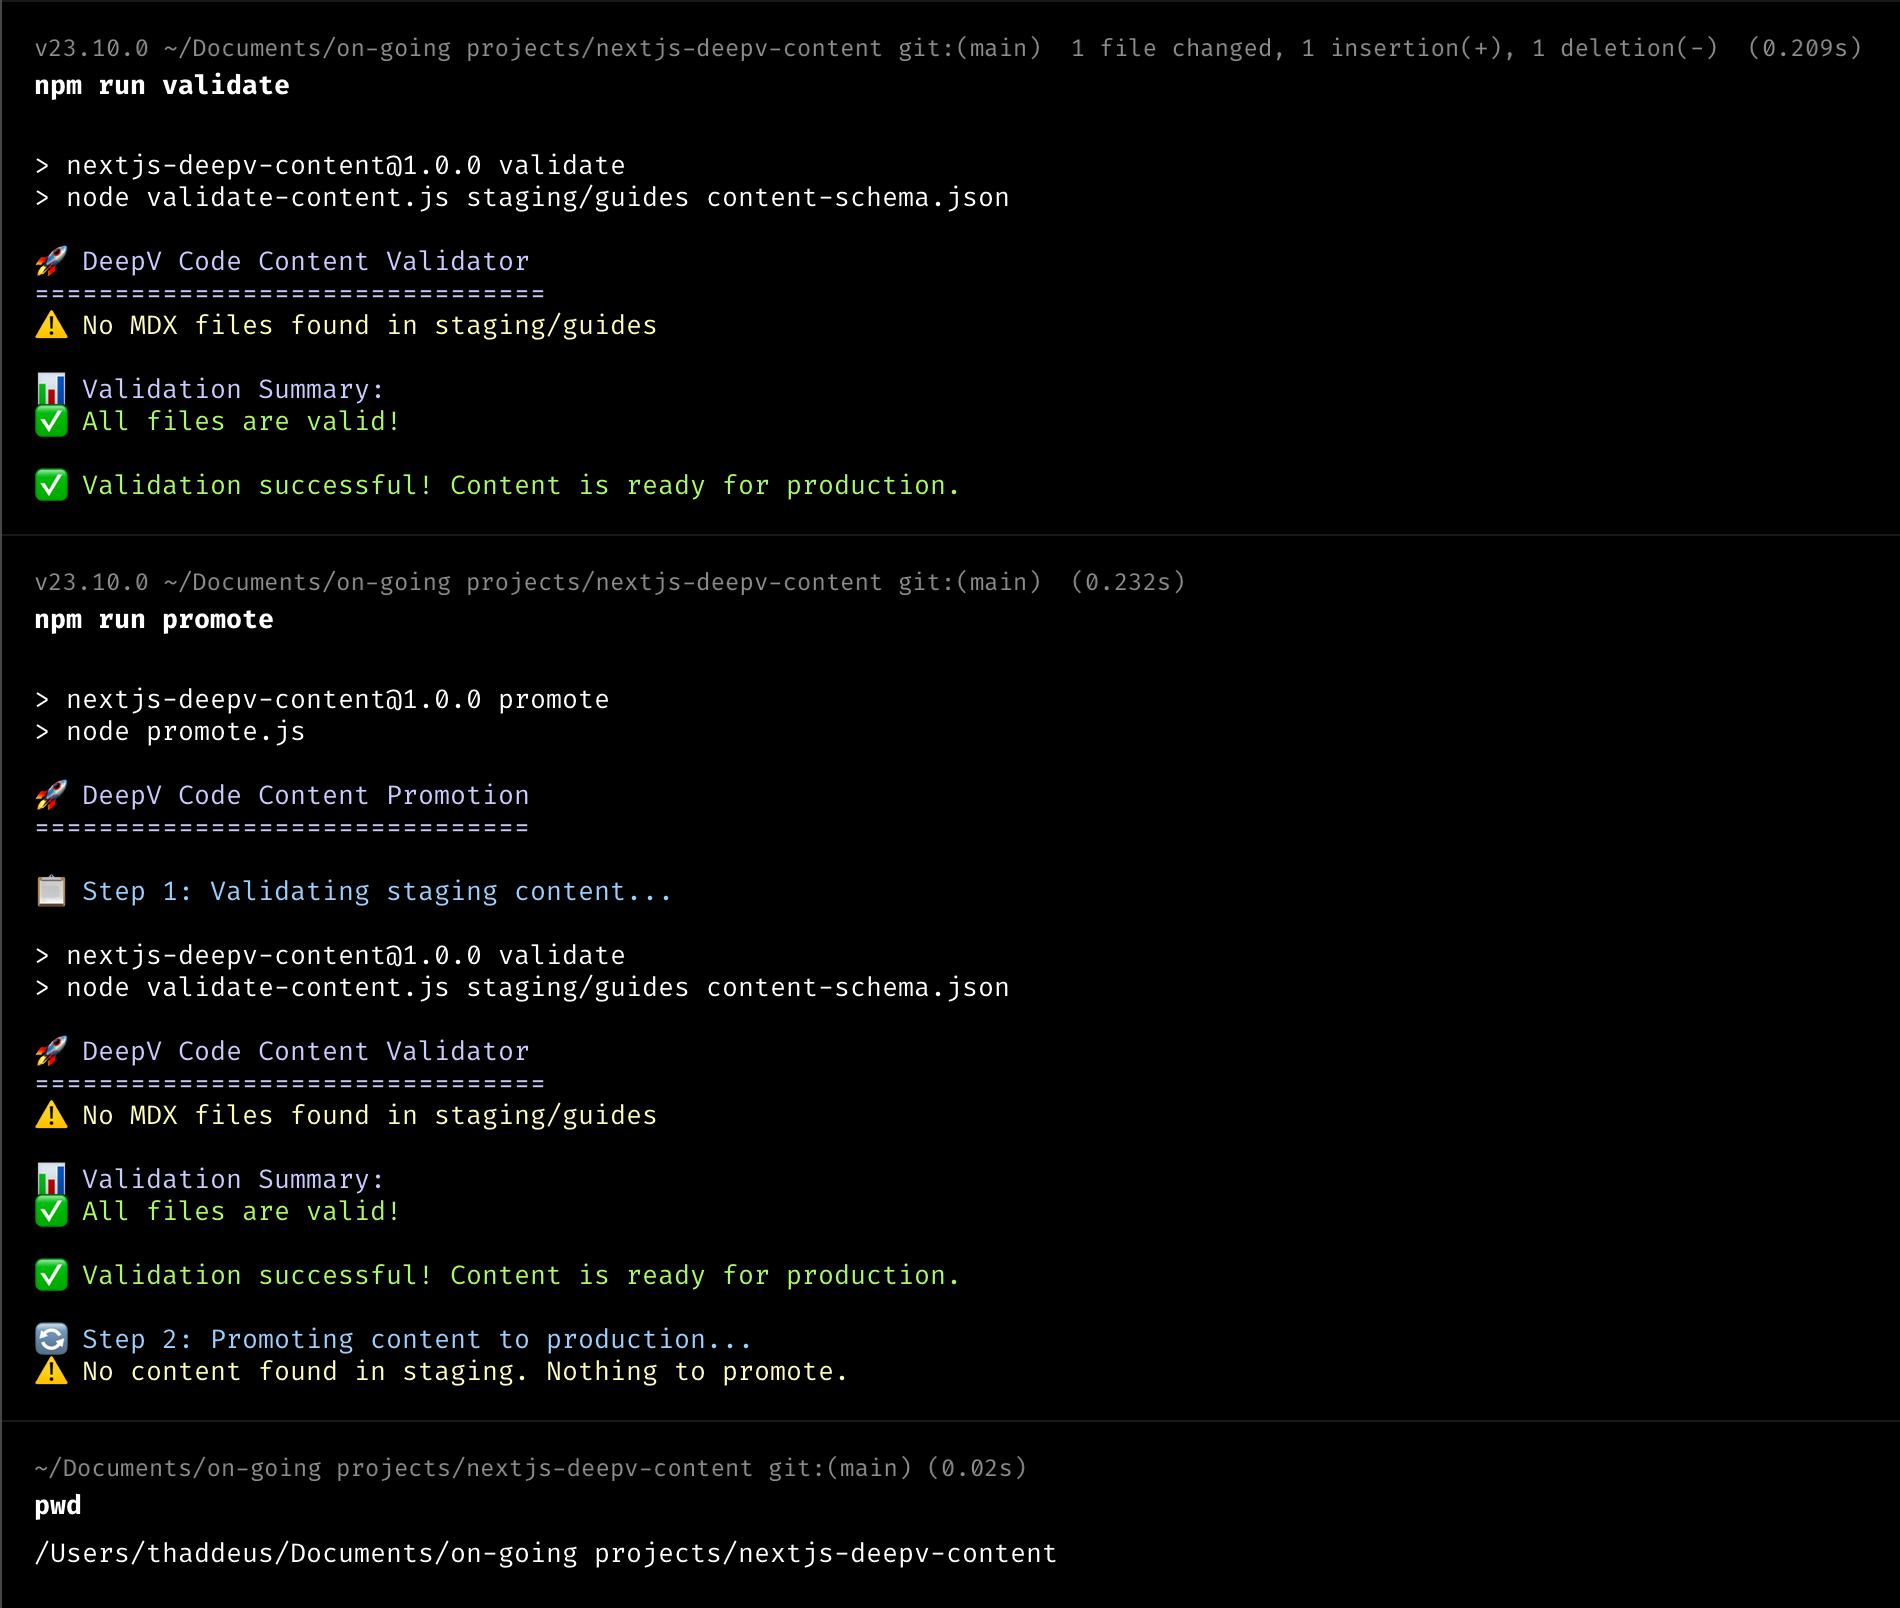 v23.10.0 ~/Documents/on-going projects/nextjs-deepv-content git:(main)  1 file changed, 1 insertion(+), 1 deletion(-)  (0.209s)
npm run validate
> nextjs-deepv-content@1.0.0 validate
> node validate-content.js staging/guides content-schema.json
🚀 DeepV Code Content Validator
================================
⚠️ No MDX files found in staging/guides
📊 Validation Summary:
✅ All files are valid!
✅ Validation successful! Content is ready for production.
v23.10.0 ~/Documents/on-going projects/nextjs-deepv-content git:(main)  (0.232s)
npm run promote
> nextjs-deepv-content@1.0.0 promote
> node promote.js
🚀 DeepV Code Content Promotion
===============================
📋 Step 1: Validating staging content...
> nextjs-deepv-content@1.0.0 validate
> node validate-content.js staging/guides content-schema.json
🚀 DeepV Code Content Validator
================================
⚠️ No MDX files found in staging/guides
📊 Validation Summary:
✅ All files are valid!
✅ Validation successful! Content is ready for production.
🔄 Step 2: Promoting content to production...
⚠️ No content found in staging. Nothing to promote.
~/Documents/on-going projects/nextjs-deepv-content git:(main) (0.02s)
pwd
/Users/thaddeus/Documents/on-going projects/nextjs-deepv-content